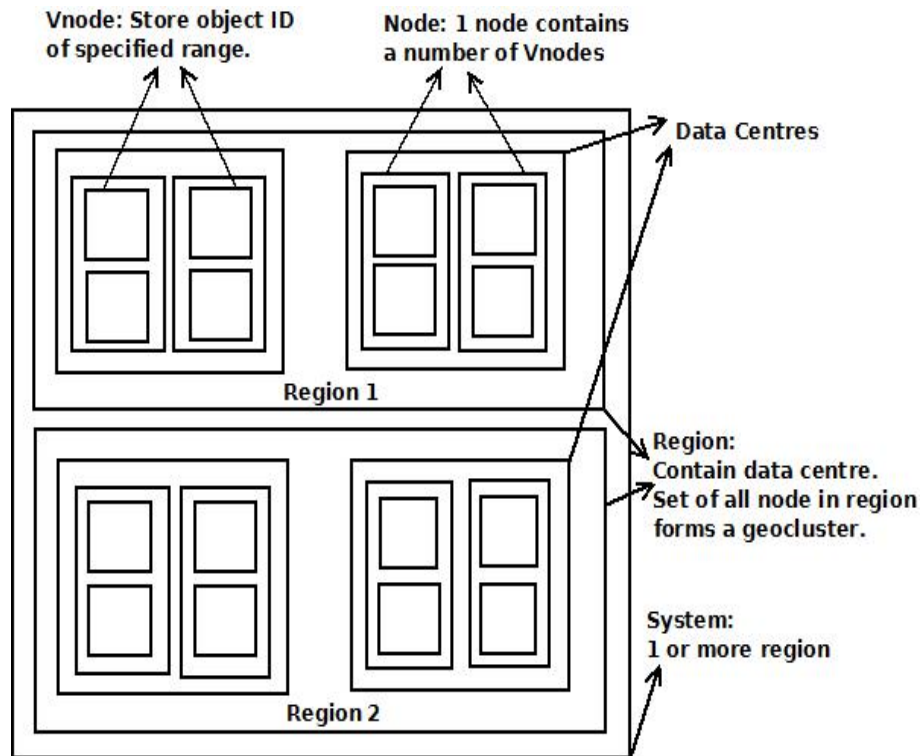 Vnode: Store object ID
of specified range.
Node: 1 node contains
a number of Vnodes
Data Centres
Region 1
Region:
Contain data centre.
Set of all node in region
forms a geocluster.
System:
1 or more region
Region 2